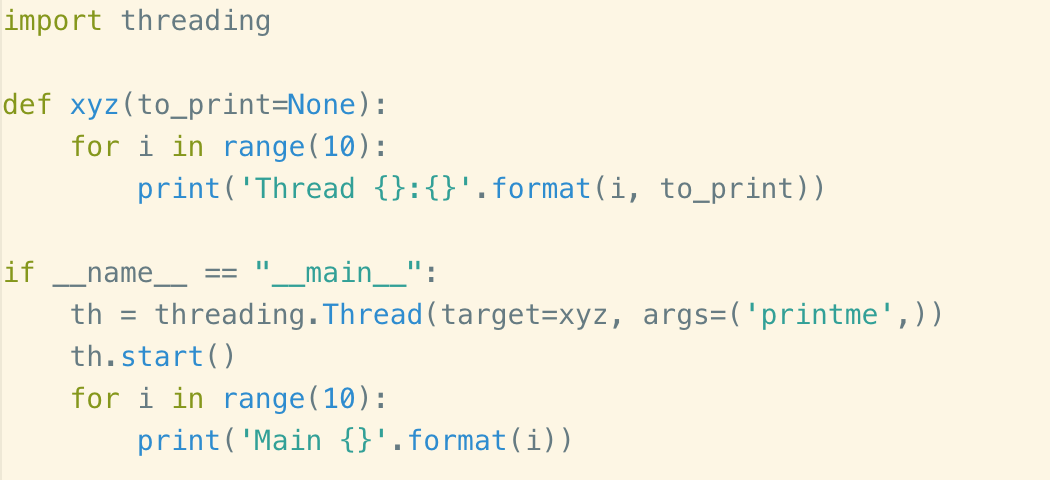 import threading

def xyz(to_print=None):
    for i in range(10):
        print('Thread {}:{}'.format(i, to_print))

if __name__ == "__main__":
    th = threading.Thread(target=xyz, args=('printme',))
    th.start()
    for i in range(10):
        print('Main {}'.format(i))